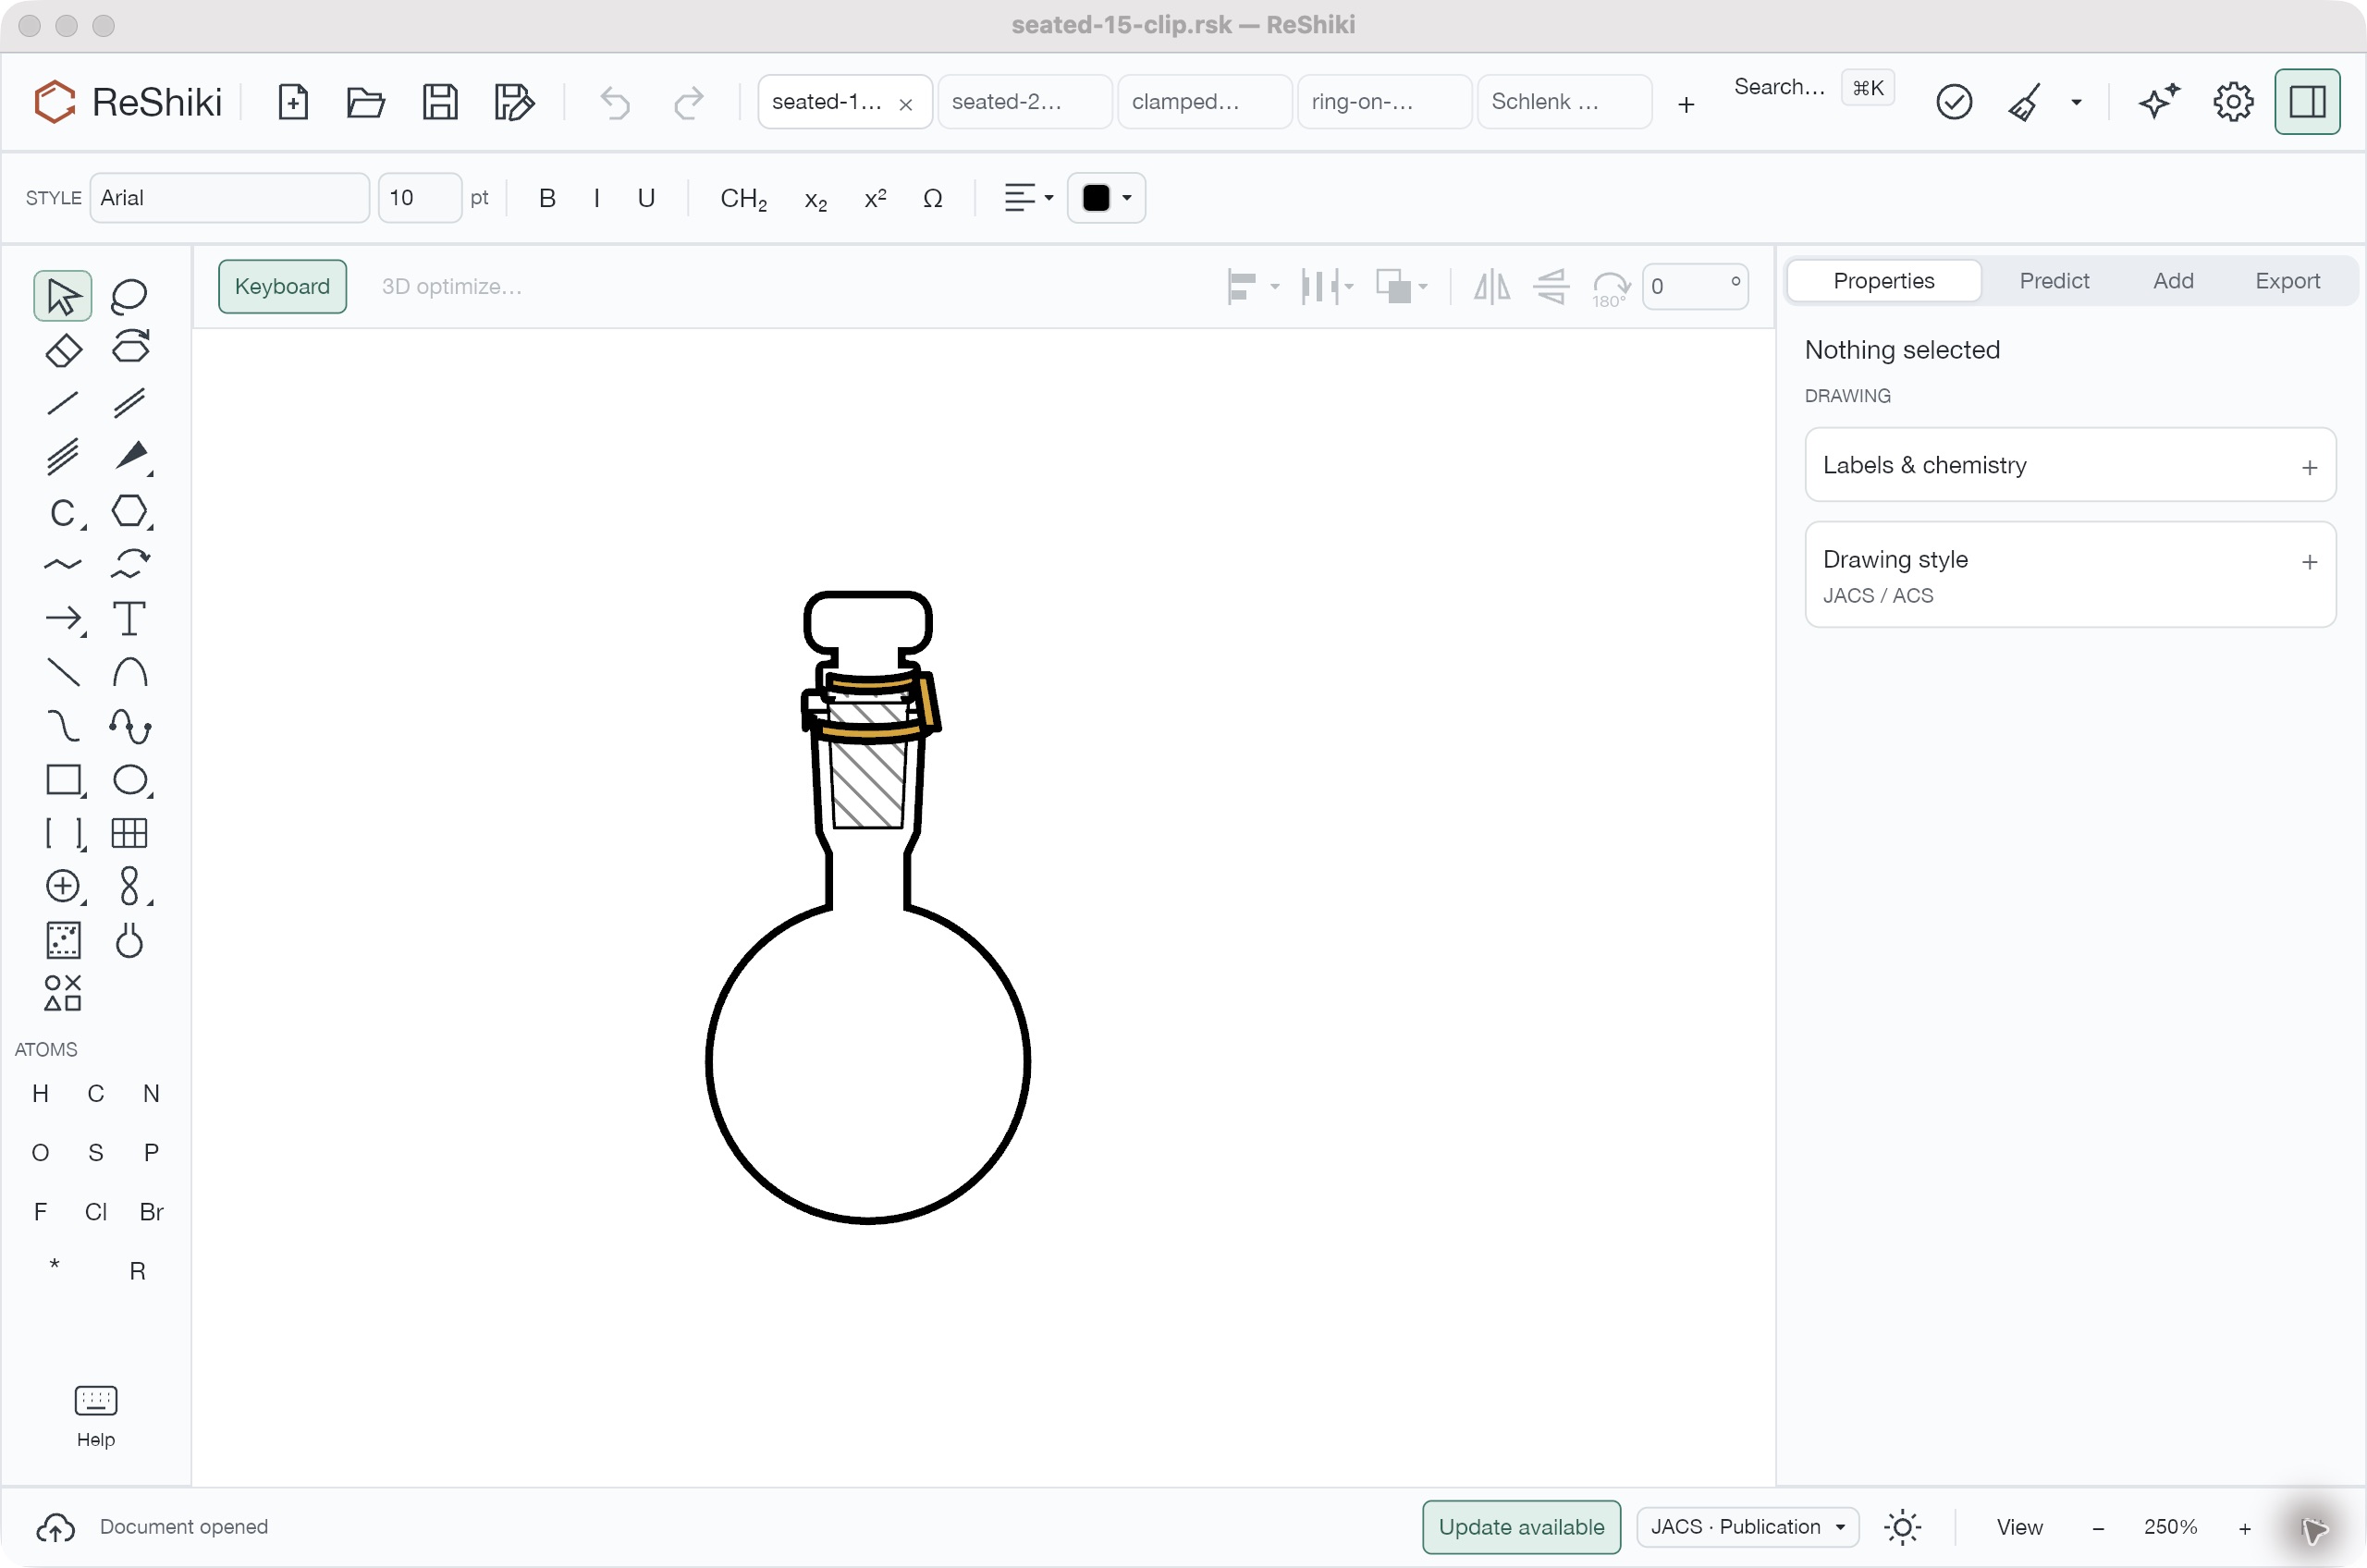 seated-15-clip.rsk — ReShiki
ReShiki
seated-1...
seated-2...
clamped...
ring-on-...
Schlenk ...
Search...
⌘K
STYLE
Arial
10
pt
B
I
U
CH₂
x₂
x²
Ω
Keyboard
3D optimize...
180°
0
°
Properties
Predict
Add
Export
Nothing selected
DRAWING
Labels & chemistry
+
Drawing style
+
JACS / ACS
C
T
ATOMS
H C N
O S P
F Cl Br
* R
Help
Document opened
Update available
JACS · Publication
View
−
250%
+